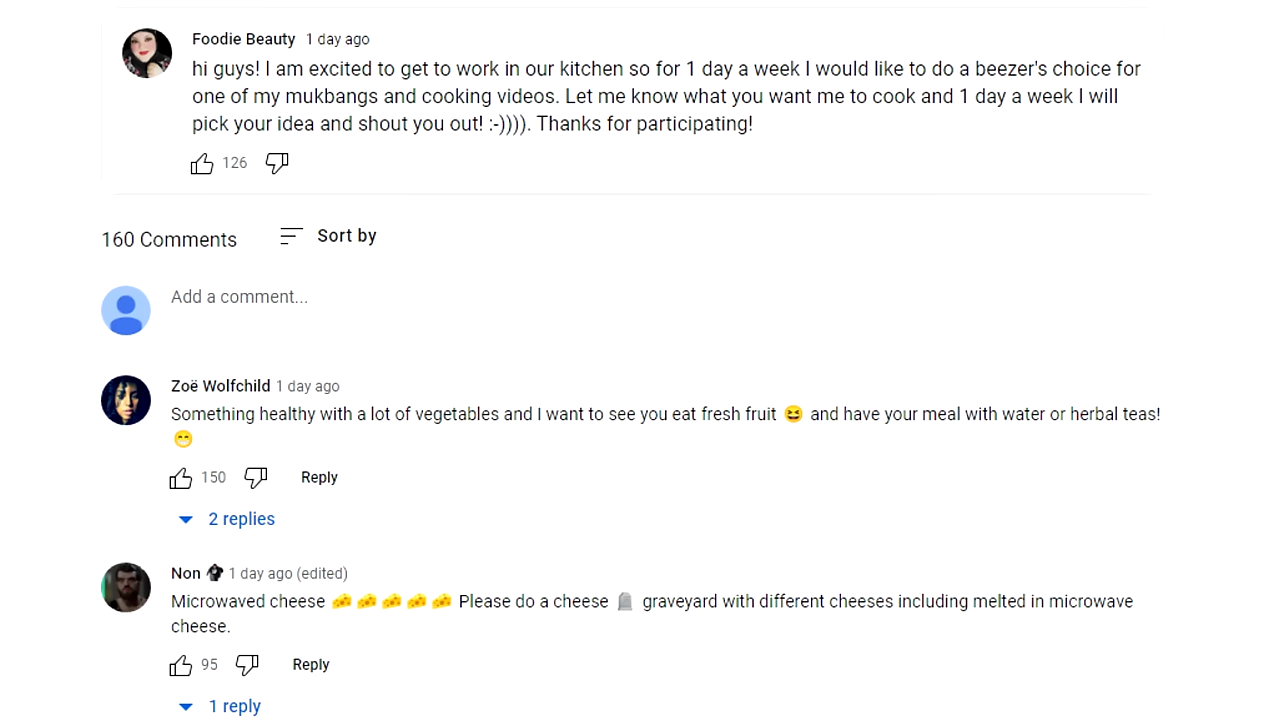 Foodie Beauty 1 day ago
hi guys! I am excited to get to work in our kitchen so for 1 day a week I would like to do a beezer's choice for
one of my mukbangs and cooking videos. Let me know what you want me to cook and 1 day a week I will
pick your idea and shout you out! :-)))). Thanks for participating!
126
160 Comments Sort by
Add a comment...
Zoë Wolfchild 1 day ago
Something healthy with a lot of vegetables and I want to see you eat fresh fruit 😆 and have your meal with water or herbal teas!
😁
150 Reply
2 replies
Non 1 day ago (edited)
Microwaved cheese 🧀🧀🧀🧀🧀 Please do a cheese 🪦 graveyard with different cheeses including melted in microwave
cheese.
95 Reply
1 reply